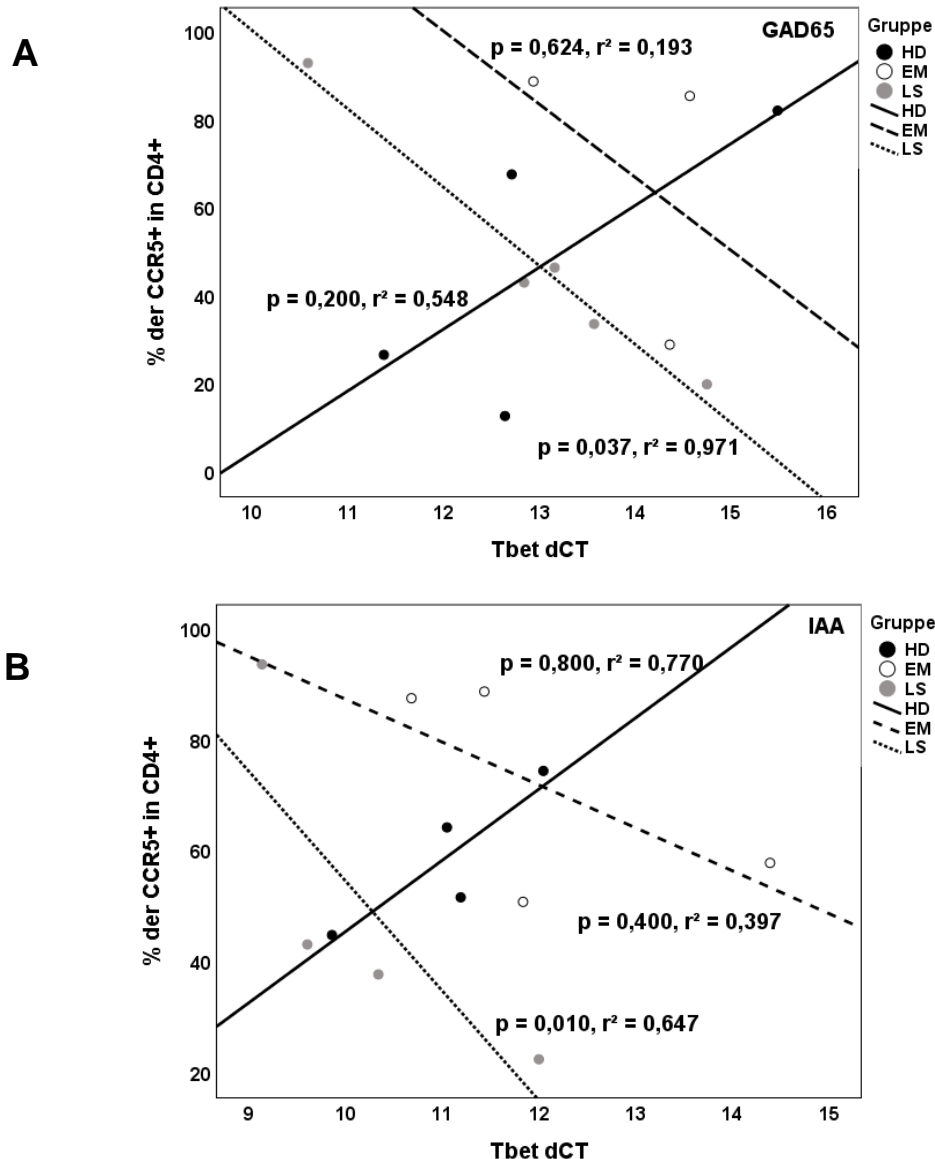 A
GAD65
p = 0,624, r² = 0,193
p = 0,200, r² = 0,548
p = 0,037, r² = 0,971
% der CCR5+ in CD4+
100
80
60
40
20
0
10 11 12 13 14 15 16
Tbet dCT
Gruppe
HD
EM
LS
HD
EM
LS
B
IAA
p = 0,800, r² = 0,770
p = 0,400, r² = 0,397
p = 0,010, r² = 0,647
% der CCR5+ in CD4+
100
80
60
40
20
9 10 11 12 13 14 15
Tbet dCT
Gruppe
HD
EM
LS
HD
EM
LS